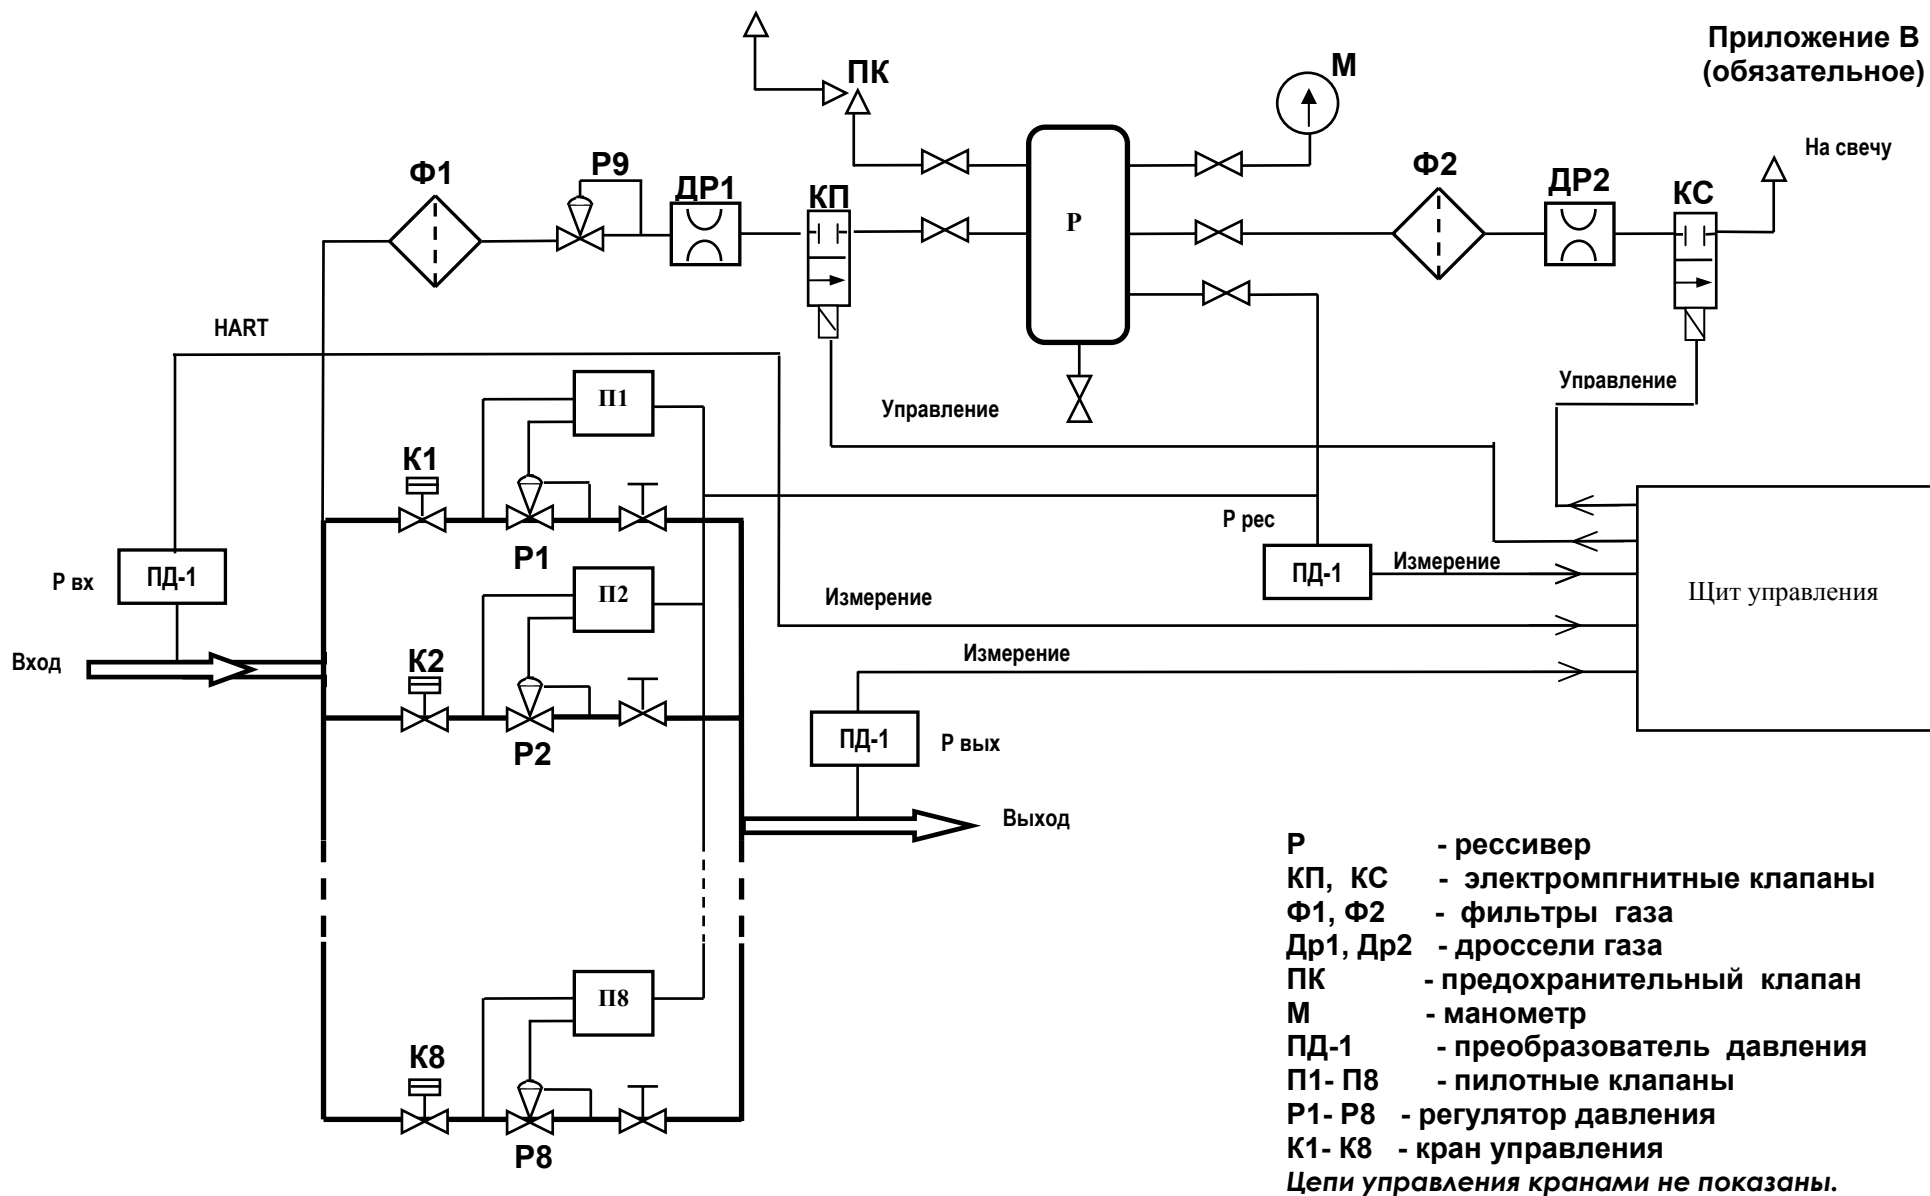 Приложение В
(обязательное)
ПК
М
На свечу
Ф1
Р9
ДР1
КП
Р
Ф2
ДР2
КС
HART
Управление
Управление
П1
К1
Р1
Р рес
Р вх
ПД-1
ПД-1
Измерение
П2
Измерение
Щит управления
Вход
К2
Измерение
Р2
ПД-1
Р вых
Выход
П8
К8
Р8
Р - рессивер
КП, КС - электромпгнитные клапаны
Ф1, Ф2 - фильтры газа
Др1, Др2 - дроссели газа
ПК - предохранительный клапан
М - манометр
ПД-1 - преобразователь давления
П1- П8 - пилотные клапаны
Р1- Р8 - регулятор давления
К1- К8 - кран управления
Цепи управления кранами не показаны.